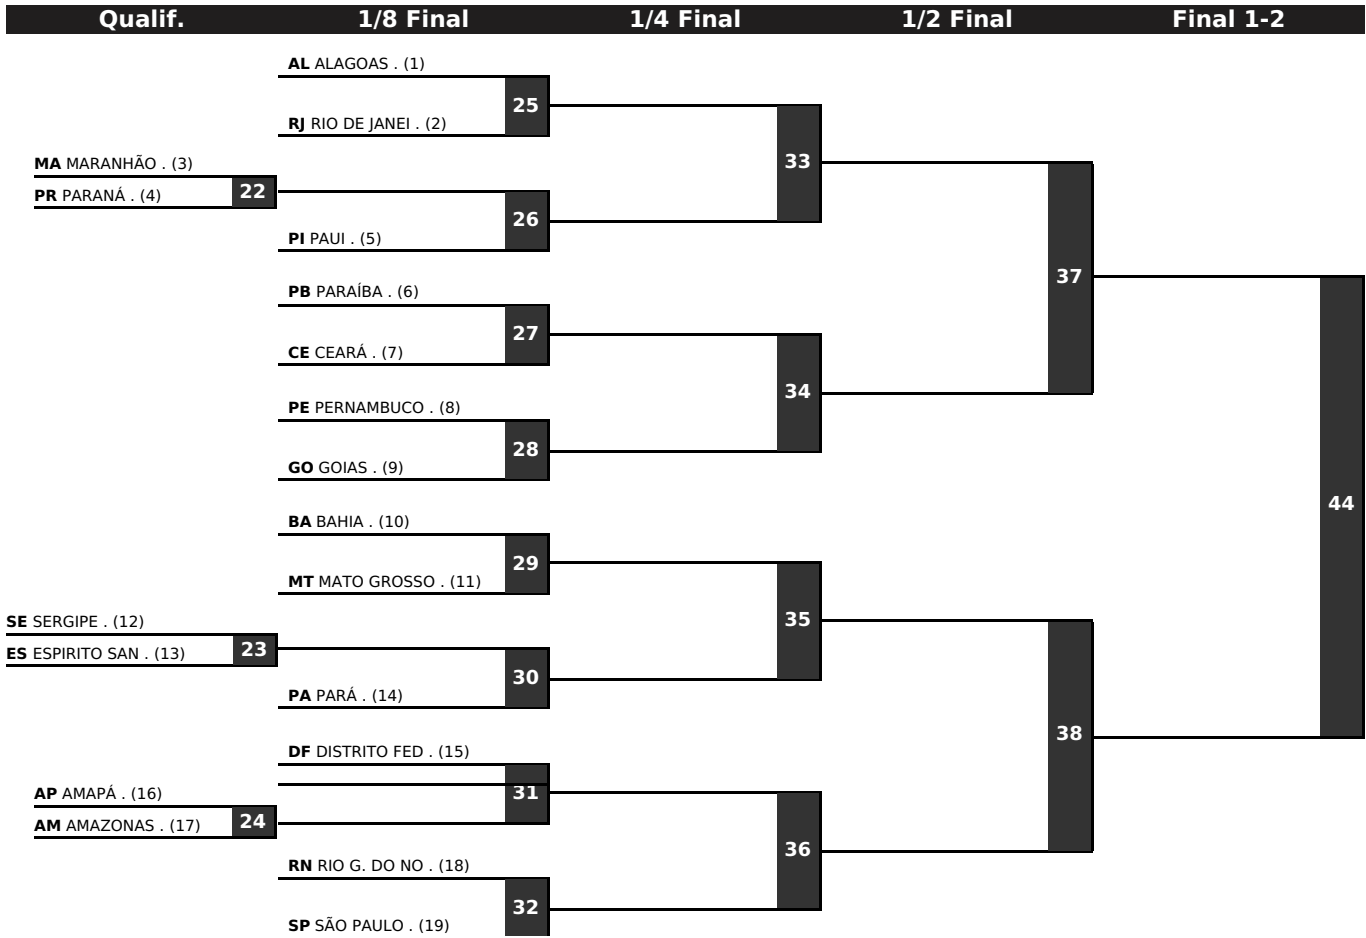 Qualif. 1/8 Final 1/4 Final 1/2 Final Final 1-2
AL ALAGOAS . (1)
25
RJ RIO DE JANEI . (2)
33
MA MARANHÃO . (3)
PR PARANÁ . (4)
22
26
PI PAUI . (5)
37
PB PARAÍBA . (6)
27
CE CEARÁ . (7)
34
PE PERNAMBUCO . (8)
28
GO GOIAS . (9)
44
BA BAHIA . (10)
29
MT MATO GROSSO . (11)
35
SE SERGIPE . (12)
ES ESPIRITO SAN . (13)
23
30
PA PARÁ . (14)
38
DF DISTRITO FED . (15)
31
AP AMAPÁ . (16)
AM AMAZONAS . (17)
24
36
RN RIO G. DO NO . (18)
32
SP SÃO PAULO . (19)